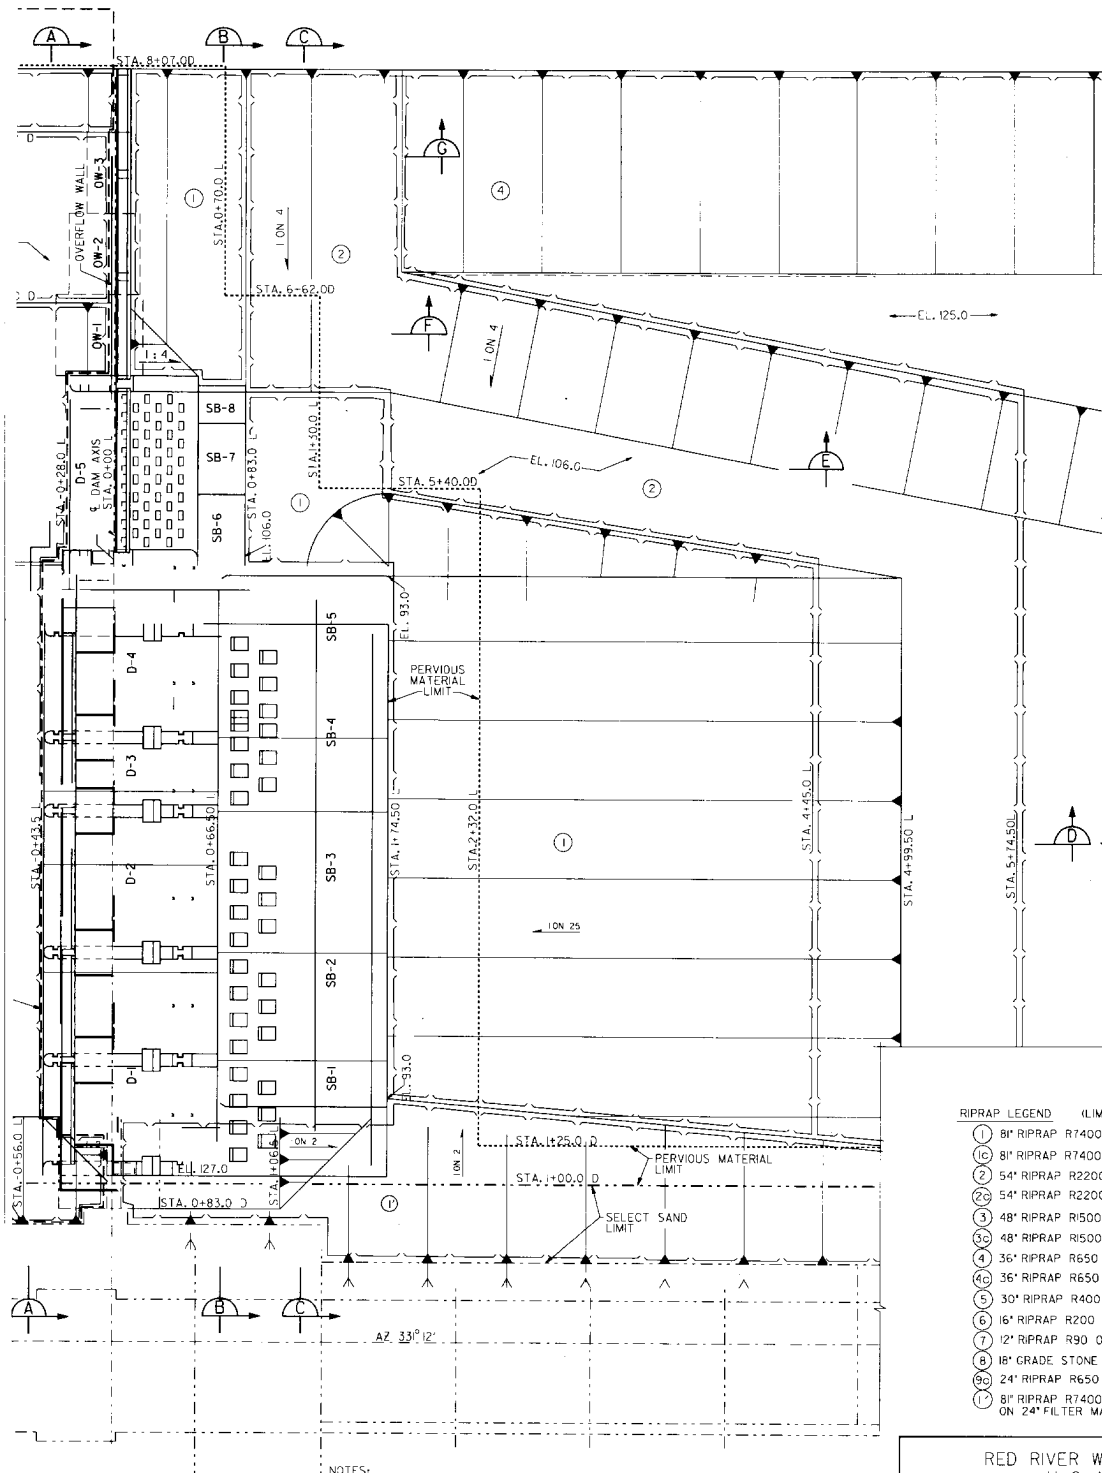 A
B
C
STA. 8+07.0D
G
D
OVERFLOW WALL
OW-3
1
STA.0+70.0 L
1 ON 4
2
4
OW-2
D
STA. 6+62.0D
OW-1
F
1 ON 4
EL. 125.0
1 : 4
SB-8
SB-7
SB-6
STA.-0+28.0 L
D-5
℄ DAM AXIS
STA. 0+00 L
STA.0+83.0 L
EL.106.0
STA.1+30.0 L
1
EL. 106.0
E
STA. 5+40.0D
2
EL. 93.0
SB-5
D-4
PERVIOUS
MATERIAL
LIMIT
SB-4
D-3
STA.-0+43.5 L
STA. 0+66.50 L
D-2
SB-3
STA.1+74.50 L
STA.2+32.0 L
1
STA. 4+45.0 L
STA. 4+99.50 L
STA. 5+74.50L
D
1 ON 25
SB-2
SB-1
D-1
EL. 93.0
STA.-0+56.0 L
EL.127.0
STA. 0+83.0 D
1 ON 2
1 ON 2
STA. 1+25.0 D
PERVIOUS MATERIAL
LIMIT
STA. 1+00.0 D
1'
SELECT SAND
LIMIT
A
B
C
AZ 331°12'
RIPRAP LEGEND (LIM
1 81" RIPRAP R7400
1c 81" RIPRAP R7400
2 54" RIPRAP R2200
2c 54" RIPRAP R2200
3 48" RIPRAP R1500
3c 48" RIPRAP R1500
4 36" RIPRAP R650
4c 36" RIPRAP R650
5 30" RIPRAP R400
6 16" RIPRAP R200
7 12" RIPRAP R90 O
8 18" GRADE STONE
9c 24" RIPRAP R650
1' 81" RIPRAP R7400
ON 24" FILTER MA
NOTES:
RED RIVER W